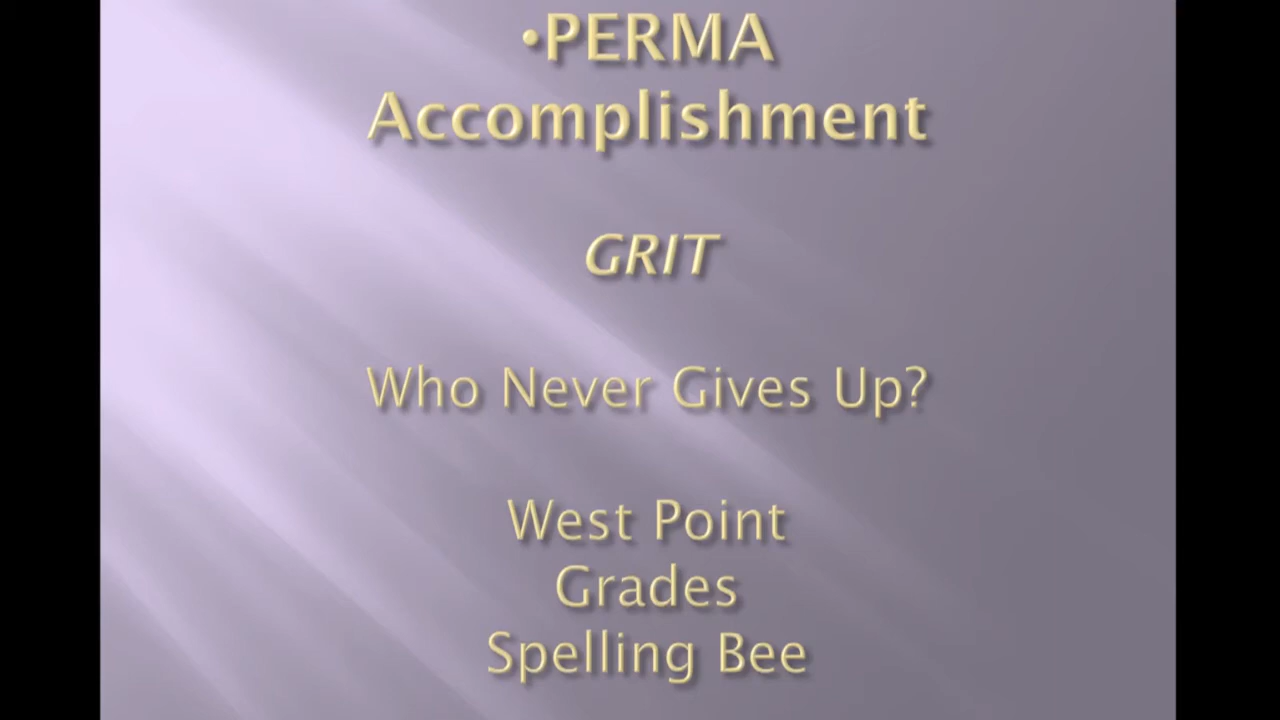 •PERMA
Accomplishment
GRIT
Who Never Gives Up?
West Point
Grades
Spelling Bee